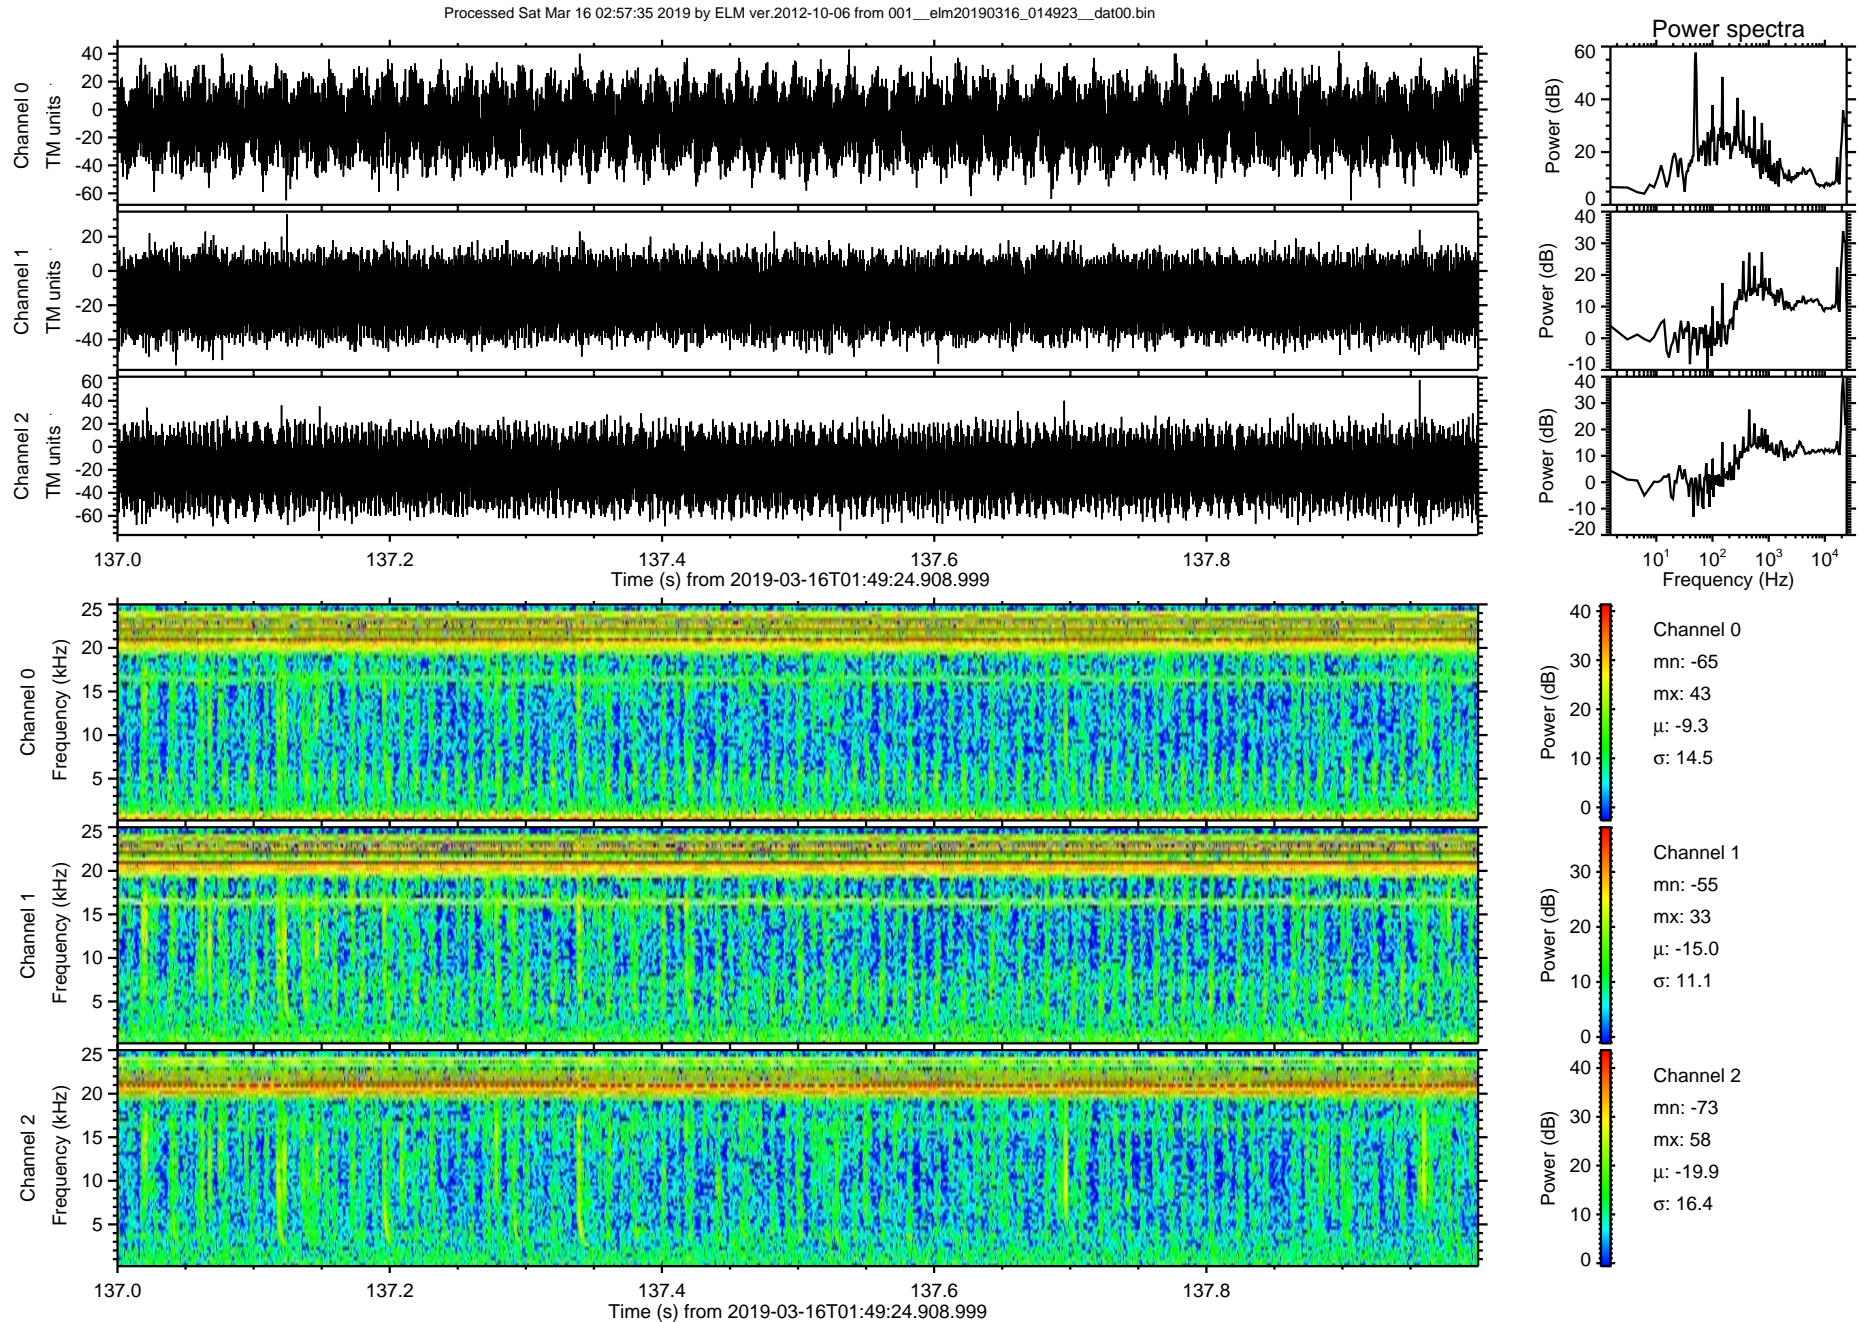 Processed Sat Mar 16 02:57:35 2019 by ELM ver.2012-10-06 from 001__elm20190316_014923__dat00.bin
Power spectra
Channel 0
TM units
40
20
0
-20
-40
-60
Power (dB)
60
40
20
0
Channel 1
TM units
20
0
-20
-40
Power (dB)
40
30
20
10
0
-10
Channel 2
TM units
60
40
20
0
-20
-40
-60
Power (dB)
40
30
20
10
0
-10
-20
137.0 137.2 137.4 137.6 137.8
Time (s) from 2019-03-16T01:49:24.908.999
10^1 10^2 10^3 10^4
Frequency (Hz)
Channel 0
Frequency (kHz)
25
20
15
10
5
Power (dB)
40
30
20
10
0
Channel 0
mn: -65
mx: 43
µ: -9.3
σ: 14.5
Channel 1
Frequency (kHz)
25
20
15
10
5
Power (dB)
30
20
10
0
Channel 1
mn: -55
mx: 33
µ: -15.0
σ: 11.1
Channel 2
Frequency (kHz)
25
20
15
10
5
Power (dB)
40
30
20
10
0
Channel 2
mn: -73
mx: 58
µ: -19.9
σ: 16.4
137.0 137.2 137.4 137.6 137.8
Time (s) from 2019-03-16T01:49:24.908.999